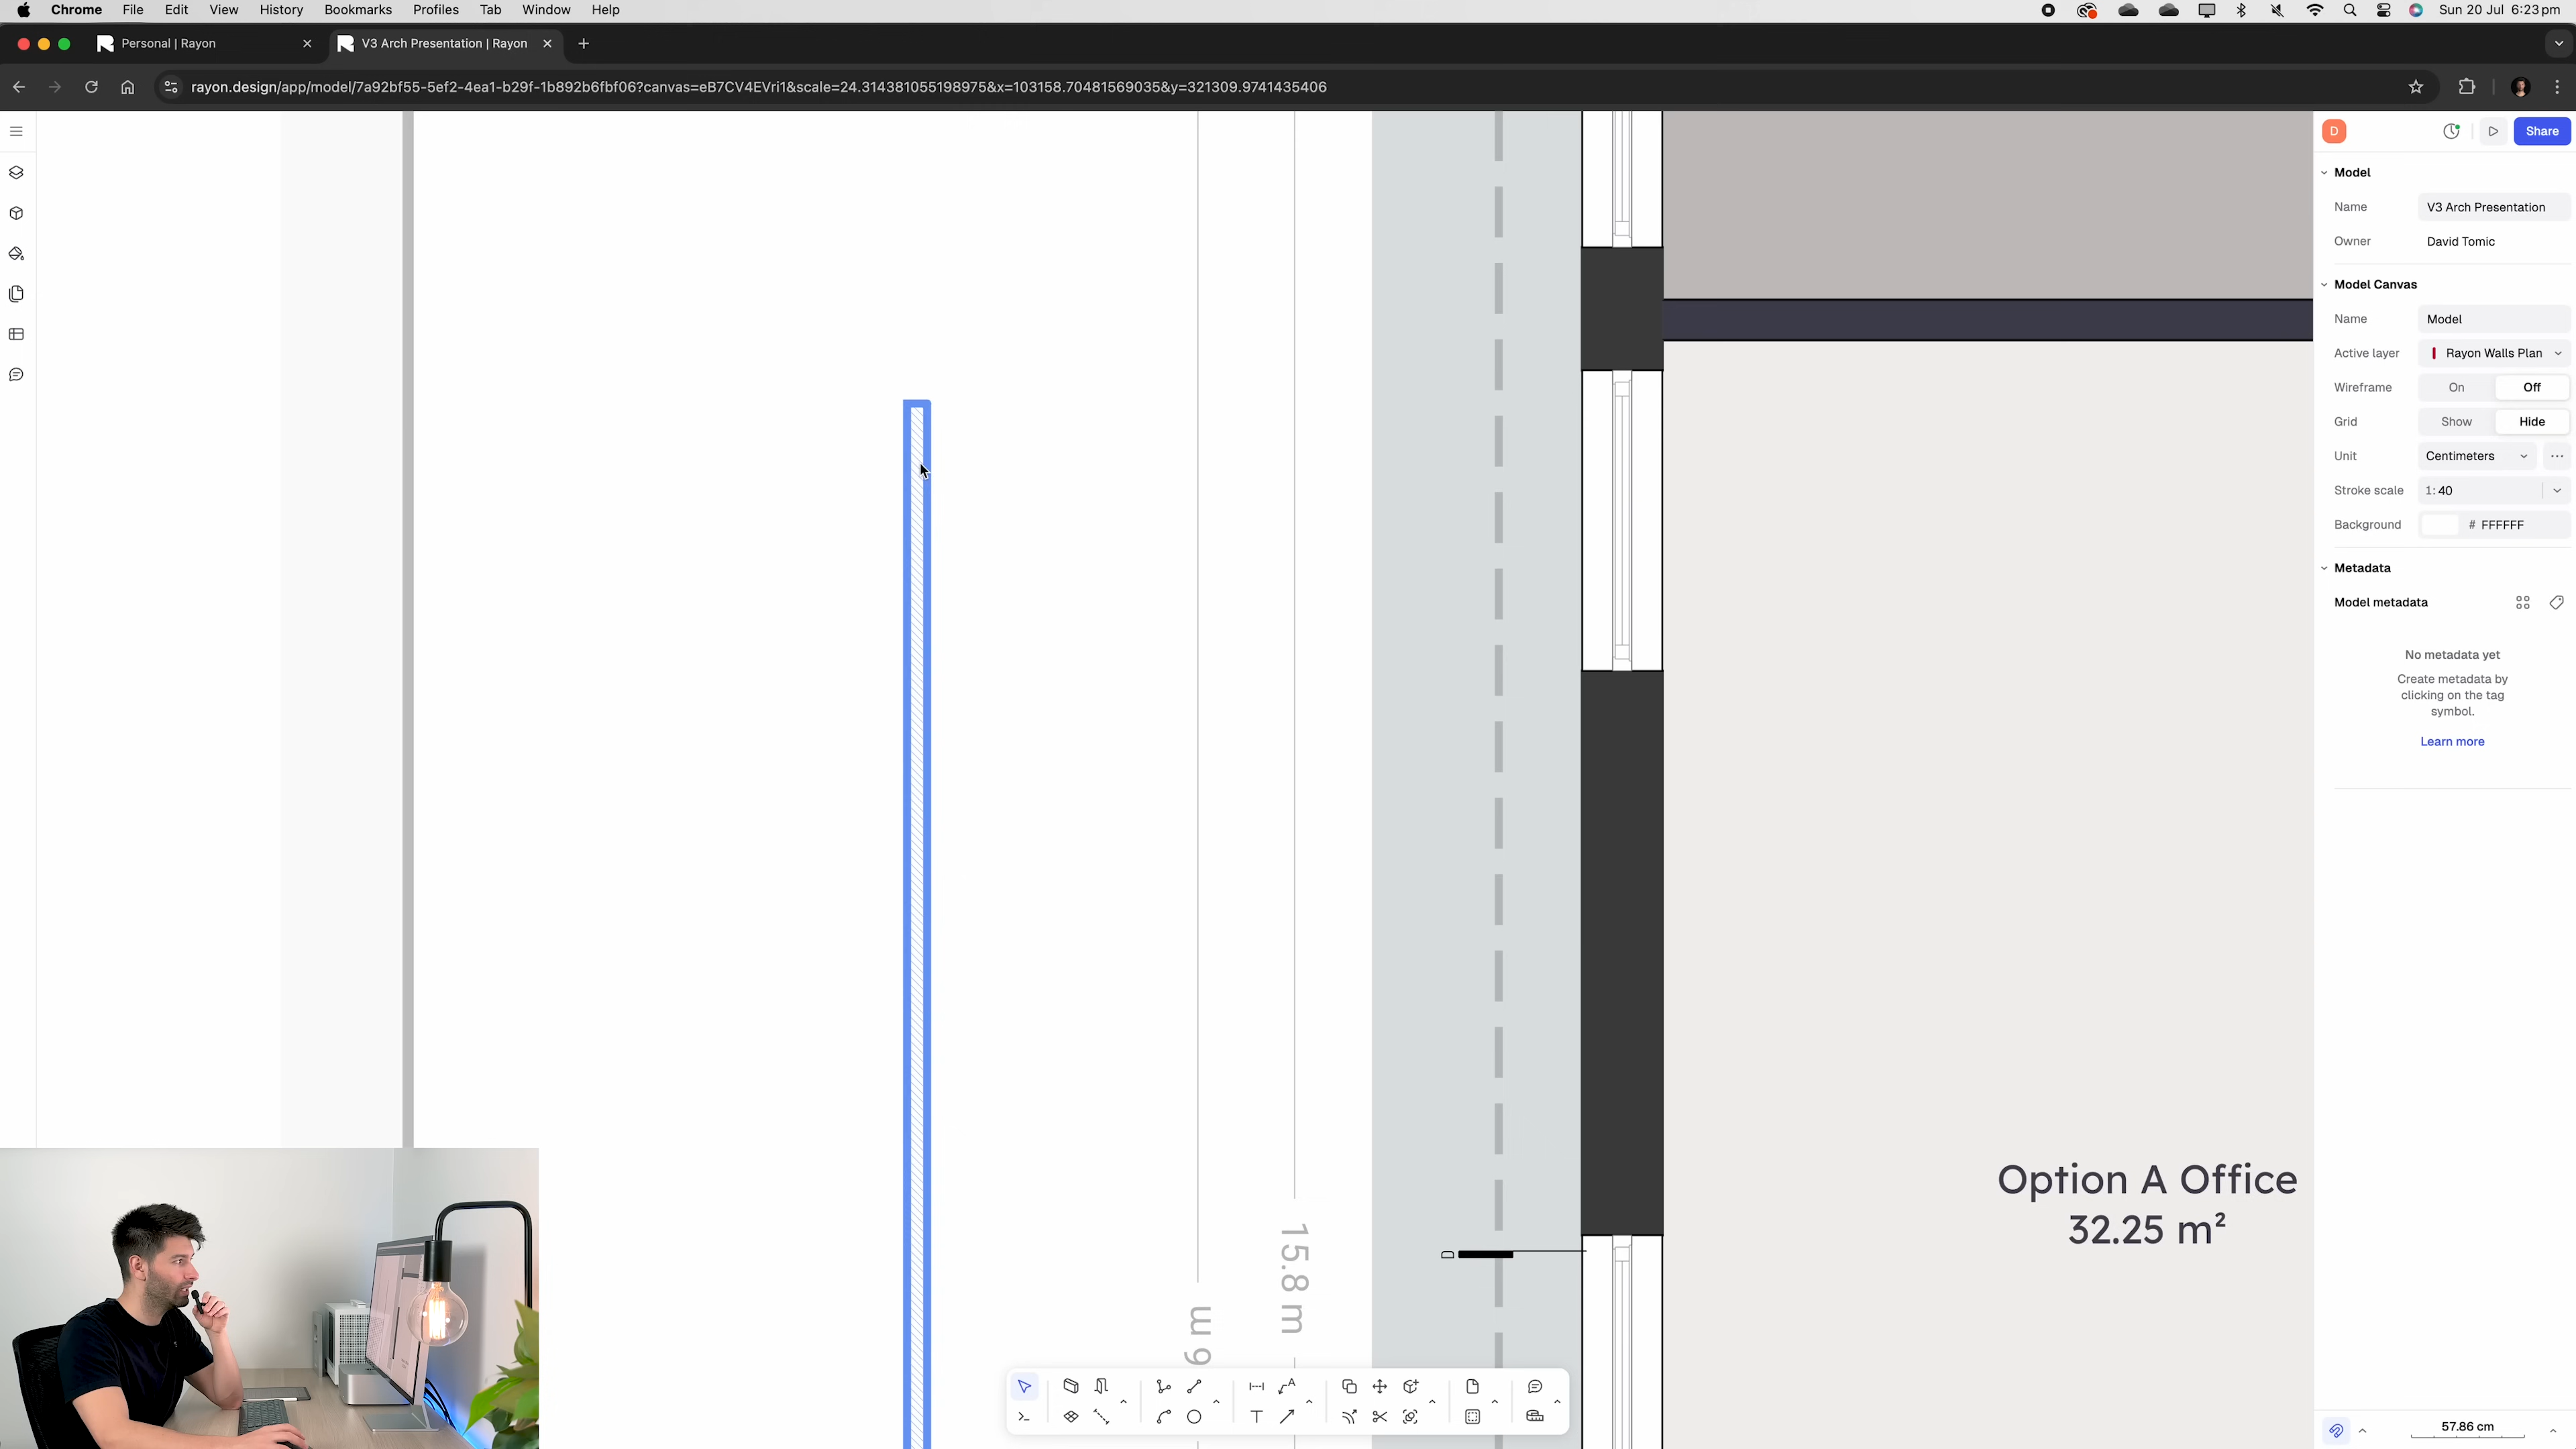 Chrome File Edit View History Bookmarks Profiles Tab Window Help Sun 20 Jul 6:23 pm
Personal | Rayon V3 Arch Presentation | Rayon
rayon.design/app/model/7a92bf55-5ef2-4ea1-b29f-1b892b6fbf06?canvas=eB7CV4EVri1&scale=24.314381055198975&x=103158.70481569035&y=321309.9741435406
D Share
Model
Name V3 Arch Presentation
Owner David Tomic
Model Canvas
Name Model
Active layer Rayon Walls Plan
Wireframe On Off
Grid Show Hide
Unit Centimeters
Stroke scale 1: 40
Background # FFFFFF
Metadata
Model metadata
No metadata yet
Create metadata by
clicking on the tag
symbol.
Learn more
Option A Office
32.25 m²
15.8 m
9 m
57.86 cm